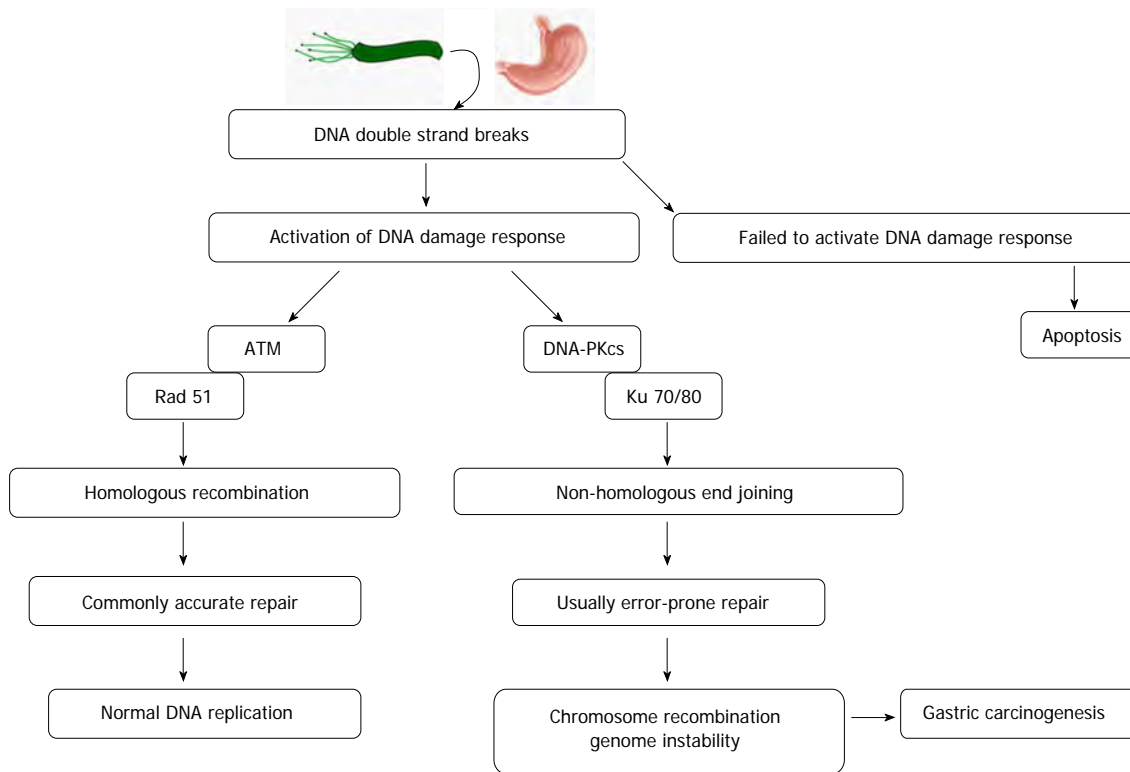 DNA double strand breaks
Activation of DNA damage response
Failed to activate DNA damage response
ATM
DNA-PKcs
Apoptosis
Rad 51
Ku 70/80
Homologous recombination
Non-homologous end joining
Commonly accurate repair
Usually error-prone repair
Normal DNA replication
Chromosome recombination
genome instability
Gastric carcinogenesis